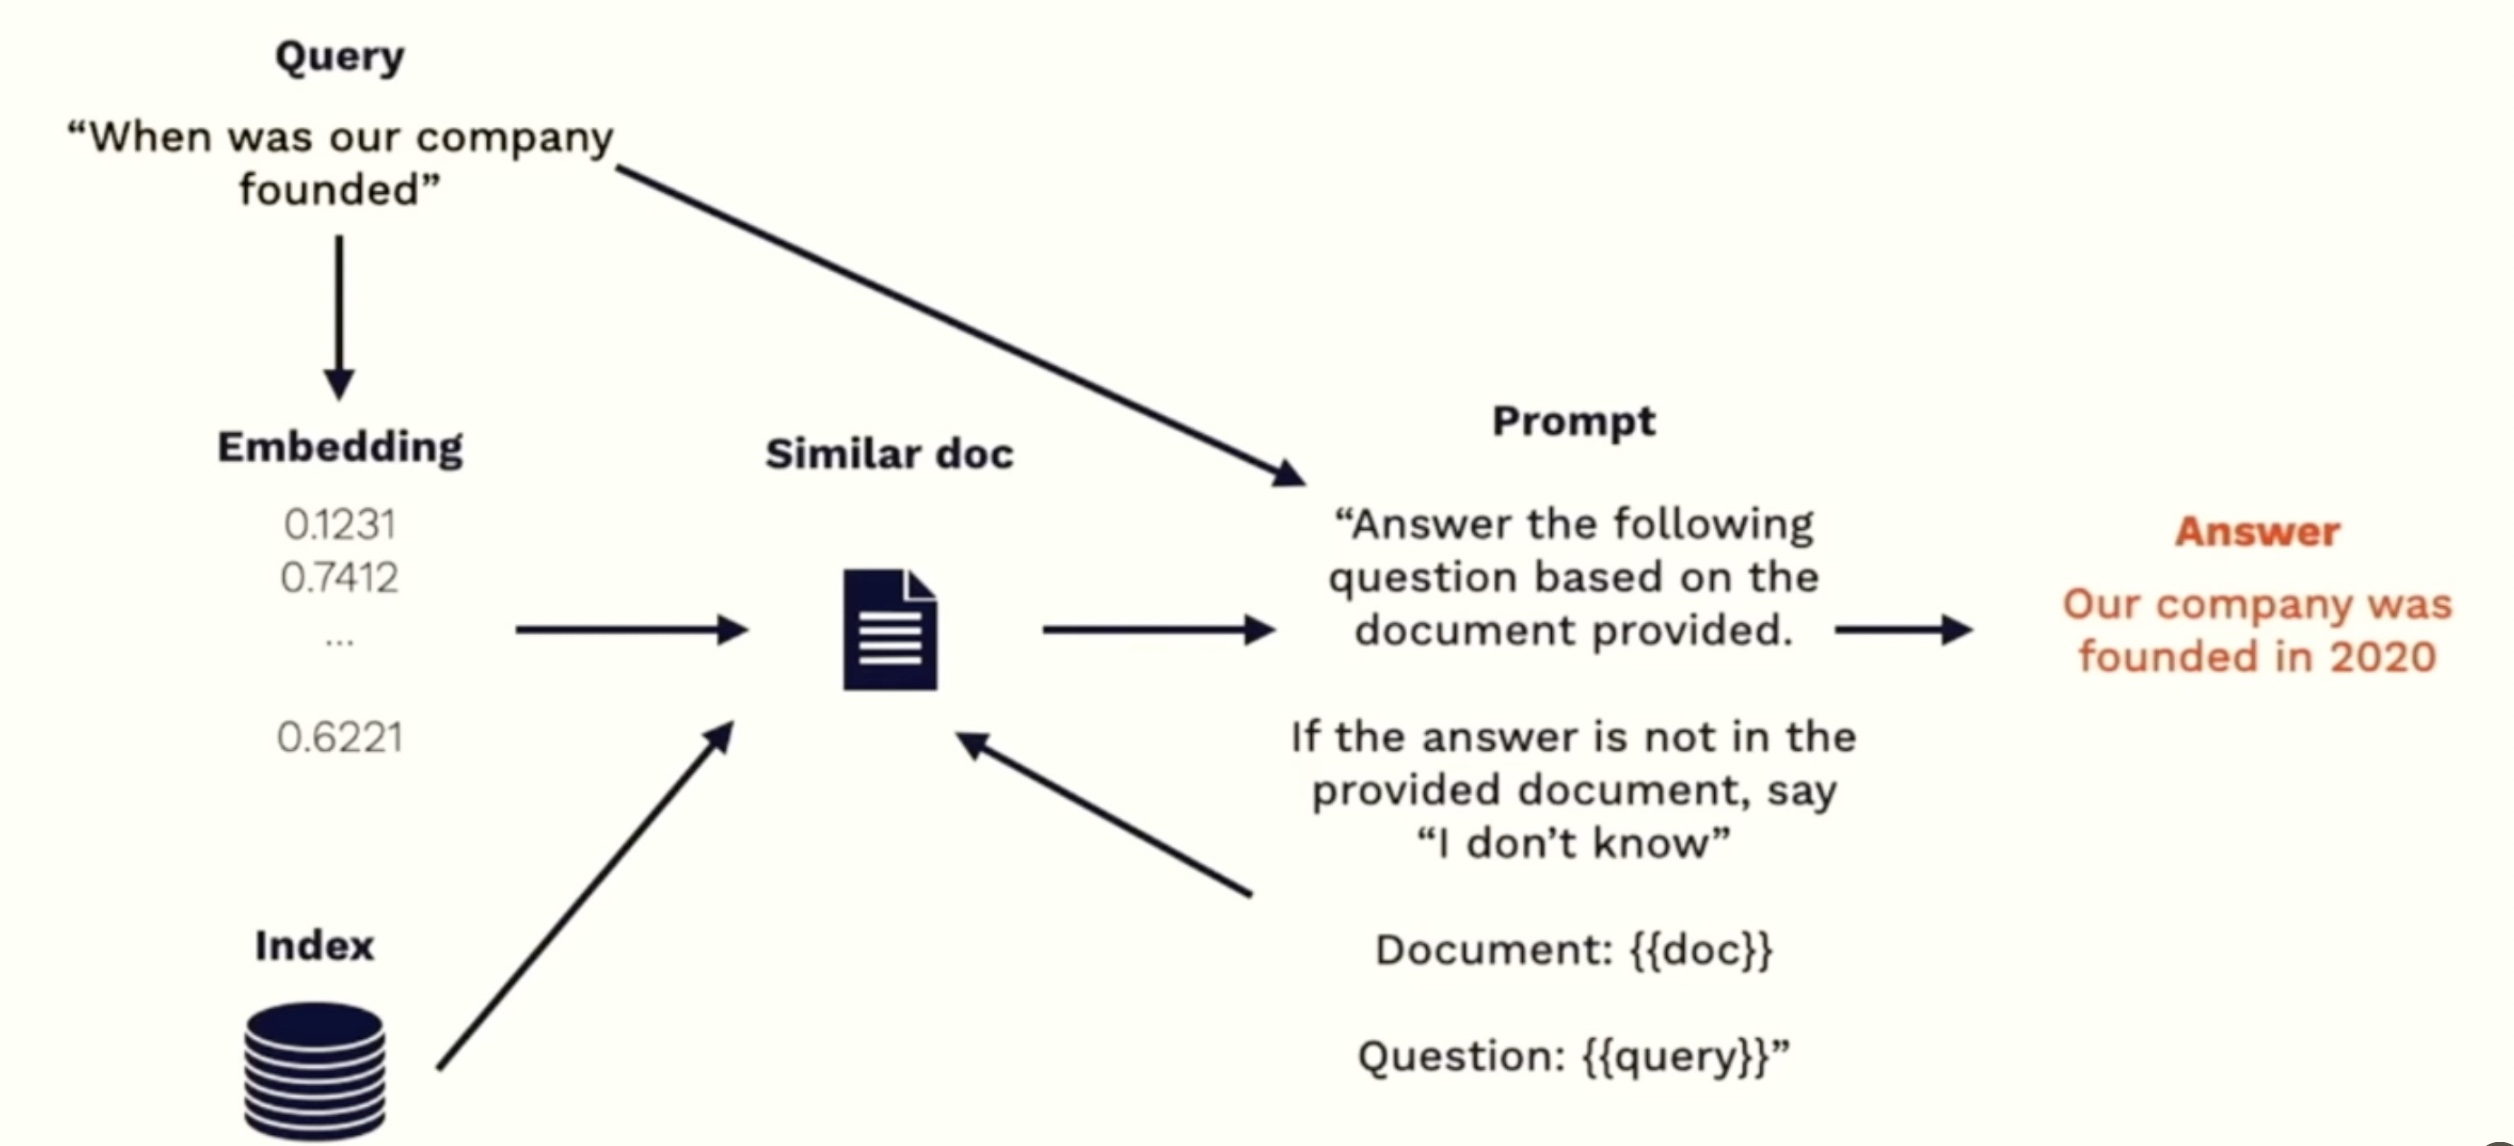 Query
“When was our company
founded”
Embedding
0.1231
0.7412
...
0.6221
Index
Similar doc
Prompt
“Answer the following
question based on the
document provided.
If the answer is not in the
provided document, say
“I don’t know”
Document: {{doc}}
Question: {{query}}”
Answer
Our company was
founded in 2020